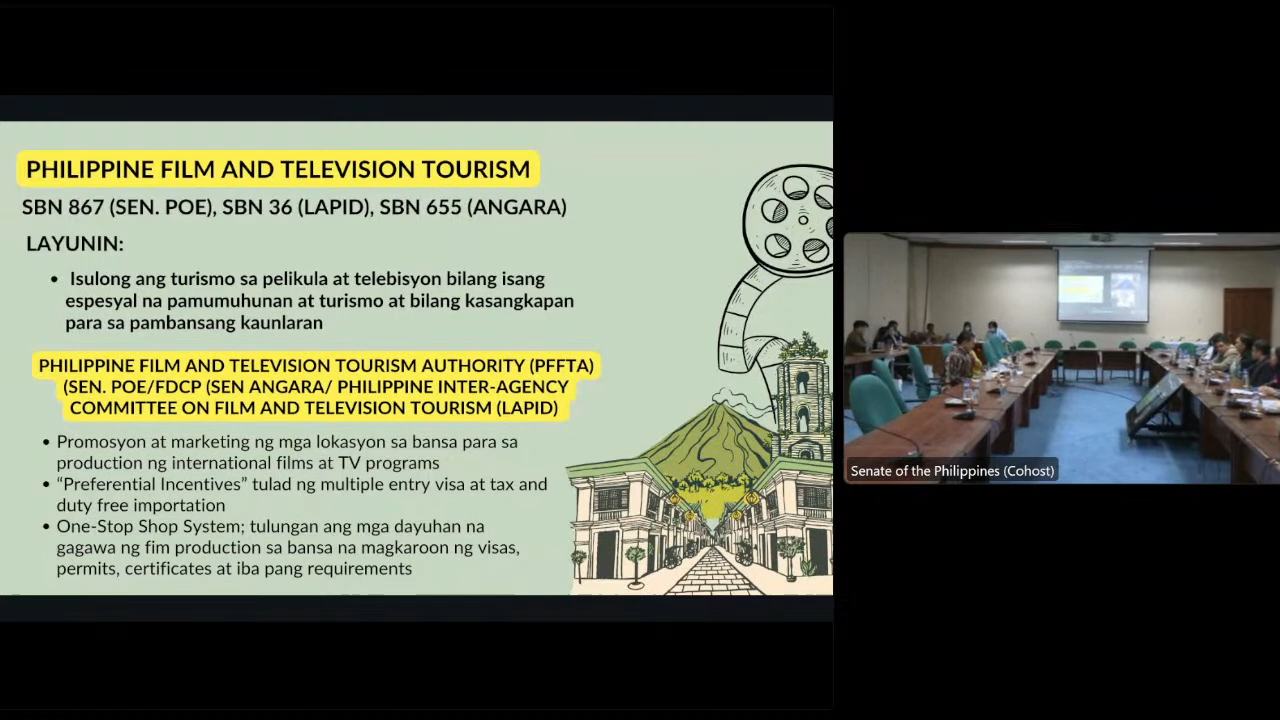 PHILIPPINE FILM AND TELEVISION TOURISM
SBN 867 (SEN. POE), SBN 36 (LAPID), SBN 655 (ANGARA)
LAYUNIN:
• Isulong ang turismo sa pelikula at telebisyon bilang isang
espesyal na pamumuhunan at turismo at bilang kasangkapan
para sa pambansang kaunlaran
PHILIPPINE FILM AND TELEVISION TOURISM AUTHORITY (PFFTA)
(SEN. POE/FDCP (SEN ANGARA/ PHILIPPINE INTER-AGENCY
COMMITTEE ON FILM AND TELEVISION TOURISM (LAPID)
• Promosyon at marketing ng mga lokasyon sa bansa para sa
production ng international films at TV programs
• “Preferential Incentives” tulad ng multiple entry visa at tax and
duty free importation
• One-Stop Shop System; tulungan ang mga dayuhan na
gagawa ng fim production sa bansa na magkaroon ng visas,
permits, certificates at iba pang requirements
Senate of the Philippines (Cohost)